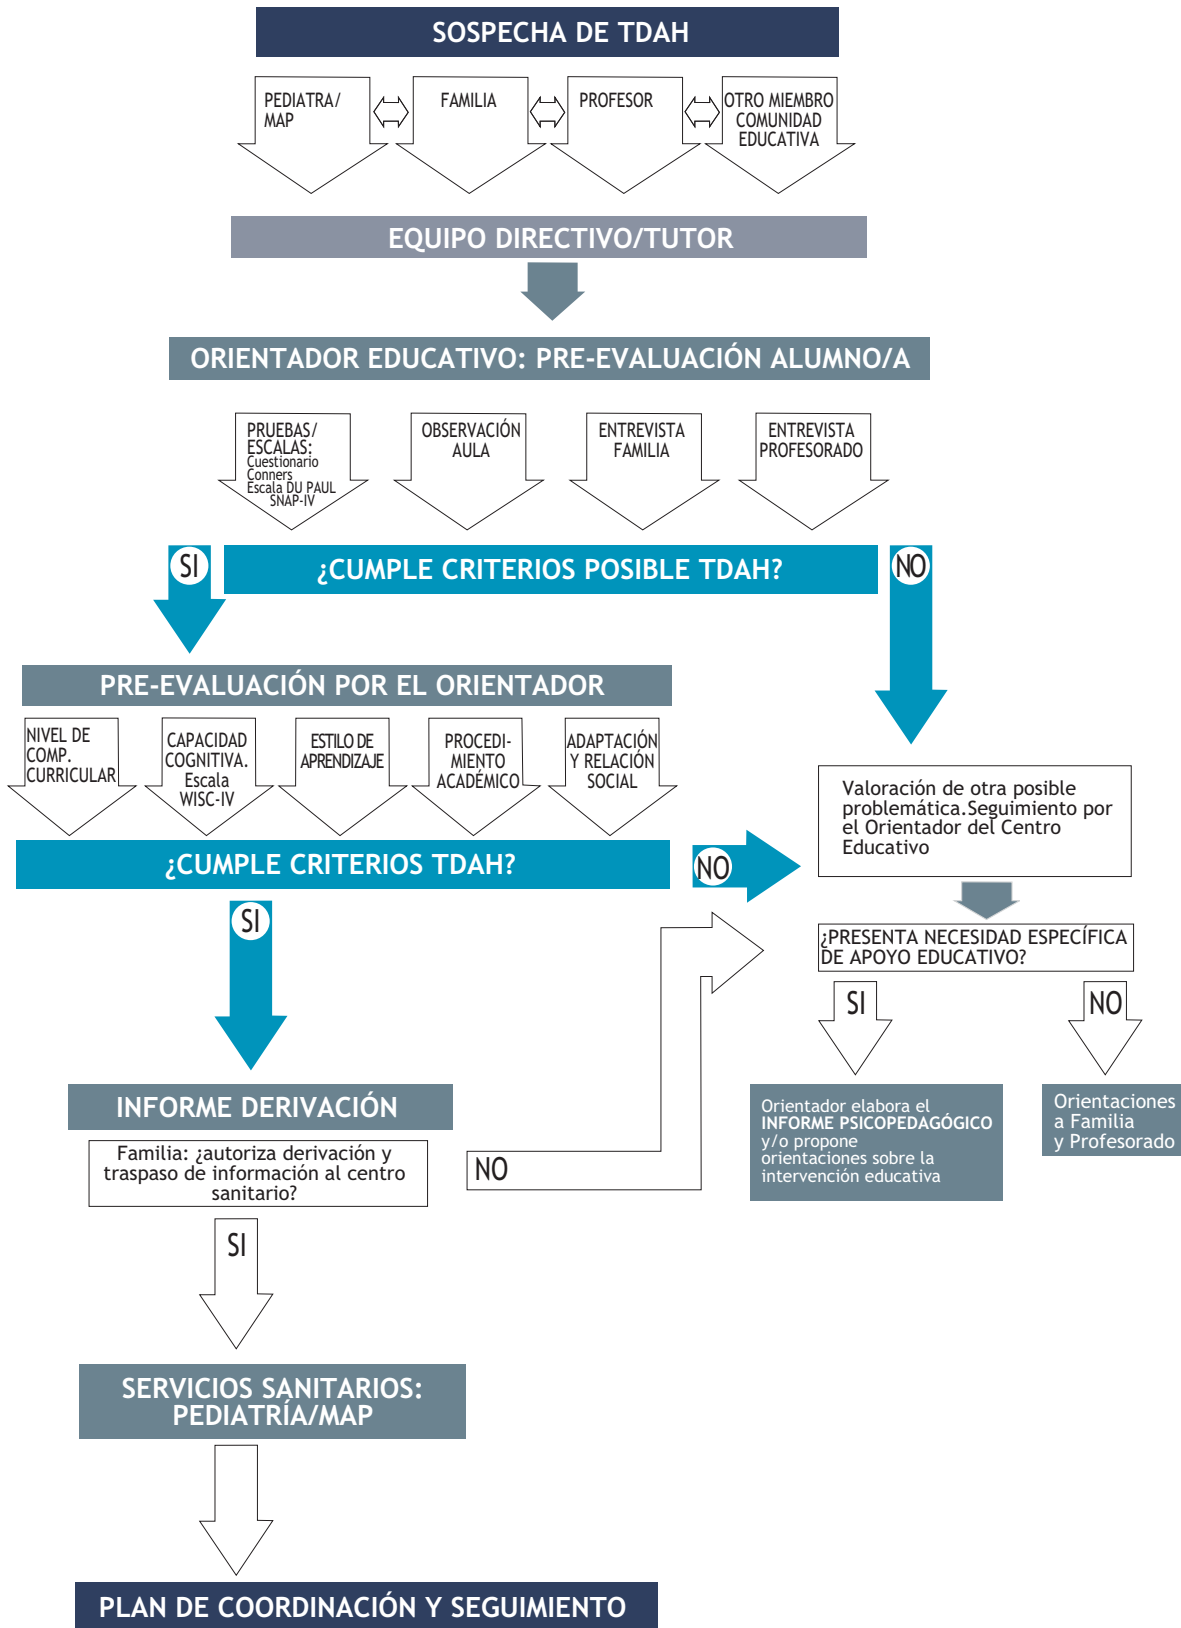 SOSPECHA DE TDAH
PEDIATRA/
MAP
FAMILIA
PROFESOR
OTRO MIEMBRO
COMUNIDAD
EDUCATIVA
EQUIPO DIRECTIVO/TUTOR
ORIENTADOR EDUCATIVO: PRE-EVALUACIÓN ALUMNO/A
PRUEBAS/
ESCALAS:
Cuestionario
Conners
Escala DU PAUL
SNAP-IV
OBSERVACIÓN
AULA
ENTREVISTA
FAMILIA
ENTREVISTA
PROFESORADO
SI
¿CUMPLE CRITERIOS POSIBLE TDAH?
NO
PRE-EVALUACIÓN POR EL ORIENTADOR
NIVEL DE
COMP.
CURRICULAR
CAPACIDAD
COGNITIVA.
Escala
WISC-IV
ESTILO DE
APRENDIZAJE
PROCEDI-
MIENTO
ACADÉMICO
ADAPTACIÓN
Y RELACIÓN
SOCIAL
Valoración de otra posible
problemática.Seguimiento por
el Orientador del Centro
Educativo
¿CUMPLE CRITERIOS TDAH?
NO
SI
¿PRESENTA NECESIDAD ESPECÍFICA
DE APOYO EDUCATIVO?
SI
NO
INFORME DERIVACIÓN
Familia: ¿autoriza derivación y
traspaso de información al centro
sanitario?
NO
Orientador elabora el
INFORME PSICOPEDAGÓGICO
y/o propone
orientaciones sobre la
intervención educativa
Orientaciones
a Familia
y Profesorado
SI
SERVICIOS SANITARIOS:
PEDIATRÍA/MAP
PLAN DE COORDINACIÓN Y SEGUIMIENTO